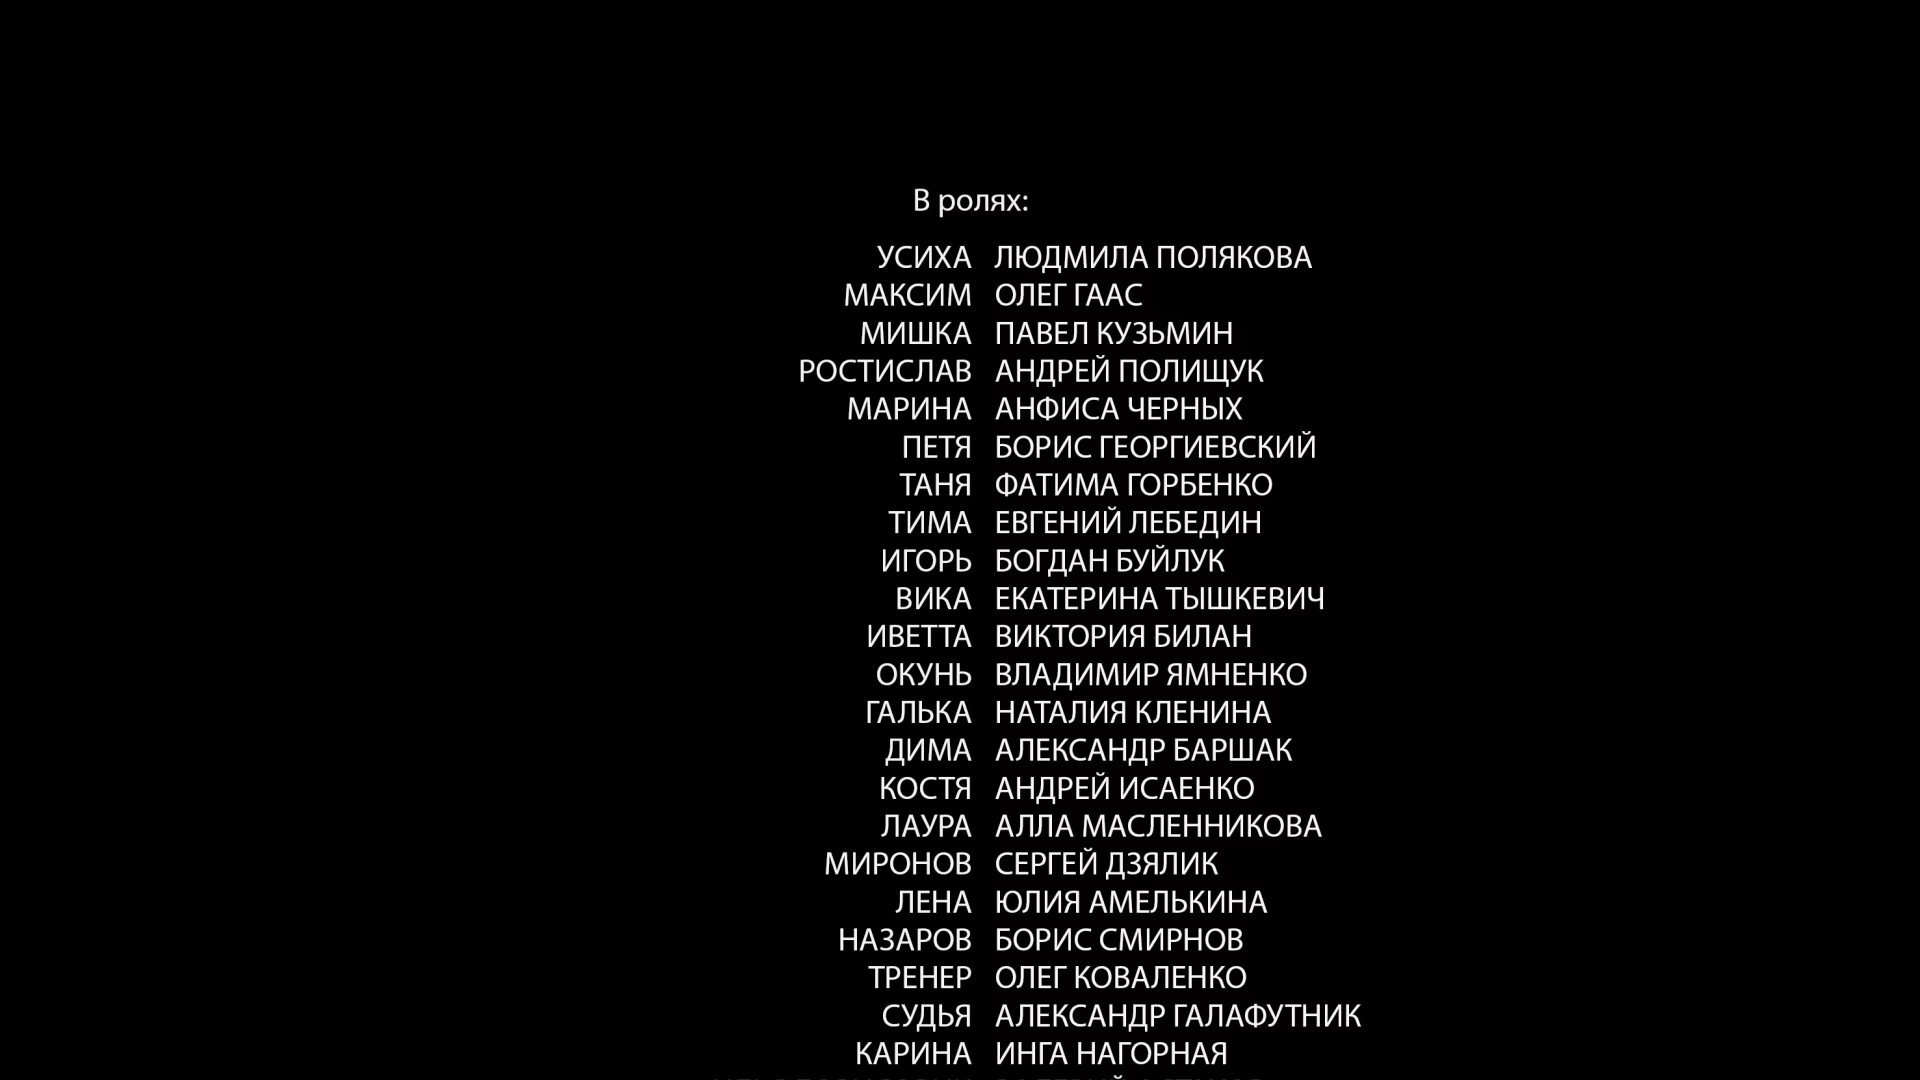 В ролях:
УСИХА ЛЮДМИЛА ПОЛЯКОВА
МАКСИМ ОЛЕГ ГААС
МИШКА ПАВЕЛ КУЗЬМИН
РОСТИСЛАВ АНДРЕЙ ПОЛИЩУК
МАРИНА АНФИСА ЧЕРНЫХ
ПЕТЯ БОРИС ГЕОРГИЕВСКИЙ
ТАНЯ ФАТИМА ГОРБЕНКО
ТИМА ЕВГЕНИЙ ЛЕБЕДИН
ИГОРЬ БОГДАН БУЙЛУК
ВИКА ЕКАТЕРИНА ТЫШКЕВИЧ
ИВЕТТА ВИКТОРИЯ БИЛАН
ОКУНЬ ВЛАДИМИР ЯМНЕНКО
ГАЛЬКА НАТАЛИЯ КЛЕНИНА
ДИМА АЛЕКСАНДР БАРШАК
КОСТЯ АНДРЕЙ ИСАЕНКО
ЛАУРА АЛЛА МАСЛЕННИКОВА
МИРОНОВ СЕРГЕЙ ДЗЯЛИК
ЛЕНА ЮЛИЯ АМЕЛЬКИНА
НАЗАРОВ БОРИС СМИРНОВ
ТРЕНЕР ОЛЕГ КОВАЛЕНКО
СУДЬЯ АЛЕКСАНДР ГАЛАФУТНИК
КАРИНА ИНГА НАГОРНАЯ